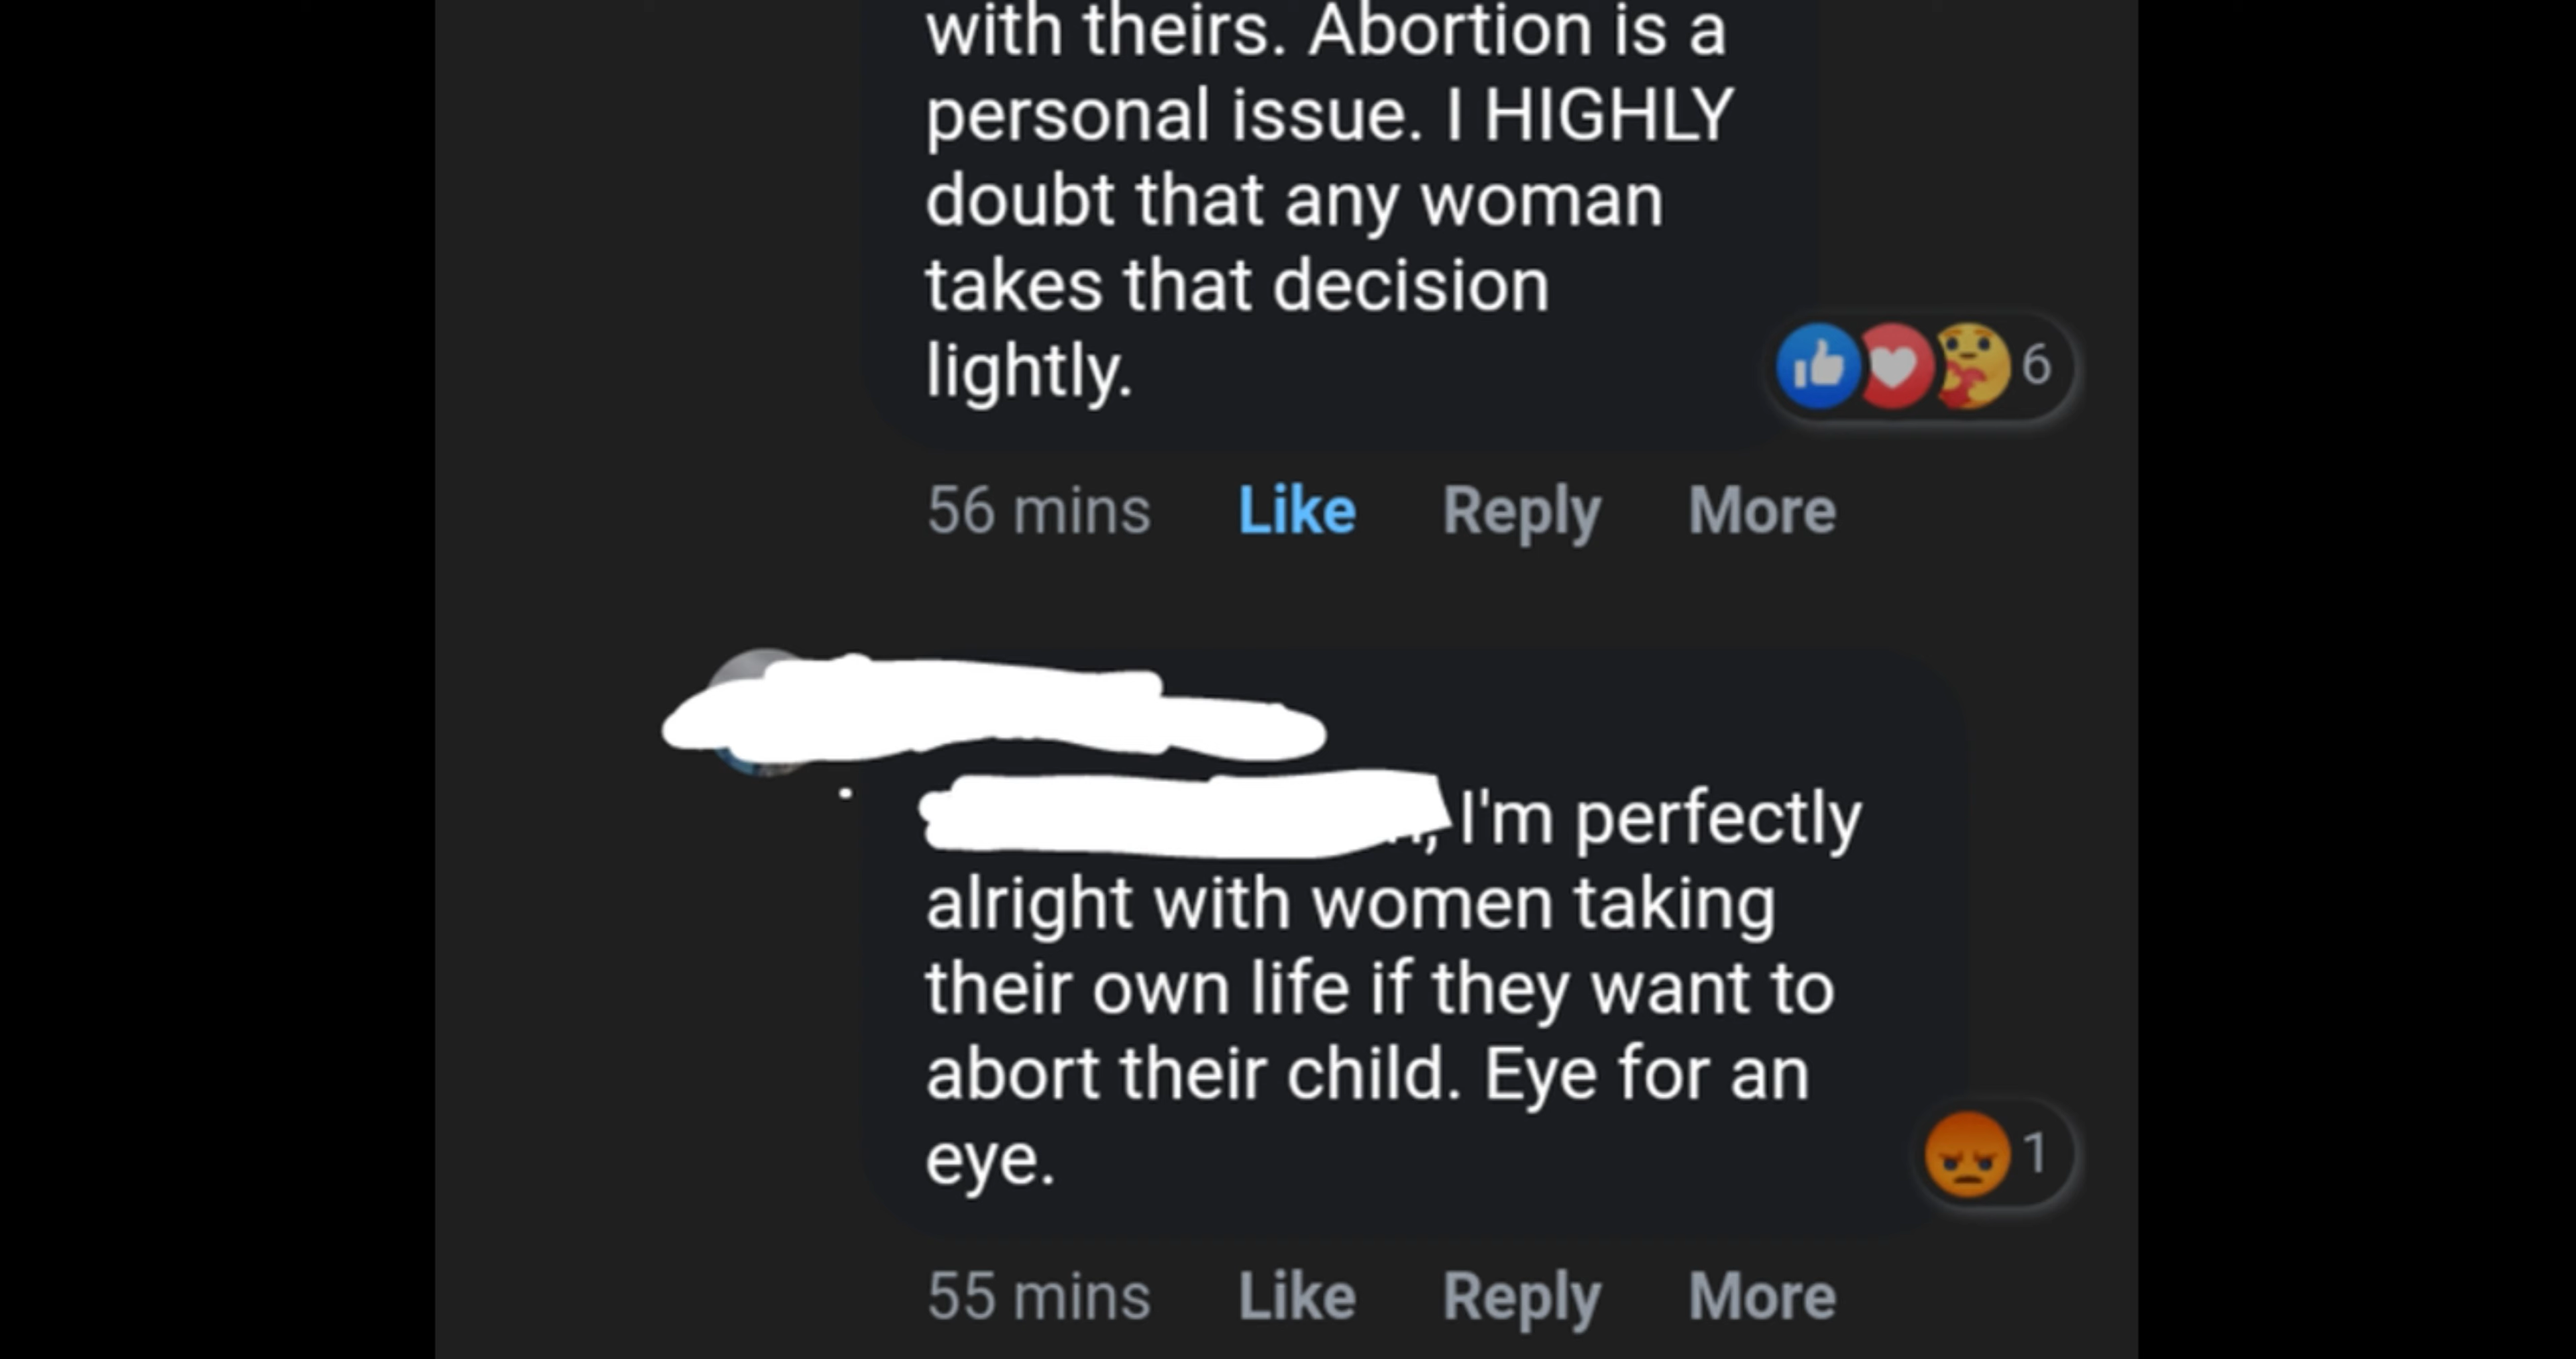 with theirs. Abortion is a
personal issue. I HIGHLY
doubt that any woman
takes that decision
lightly.
6
56 mins Like Reply More
, I'm perfectly
alright with women taking
their own life if they want to
abort their child. Eye for an
eye.
1
55 mins Like Reply More